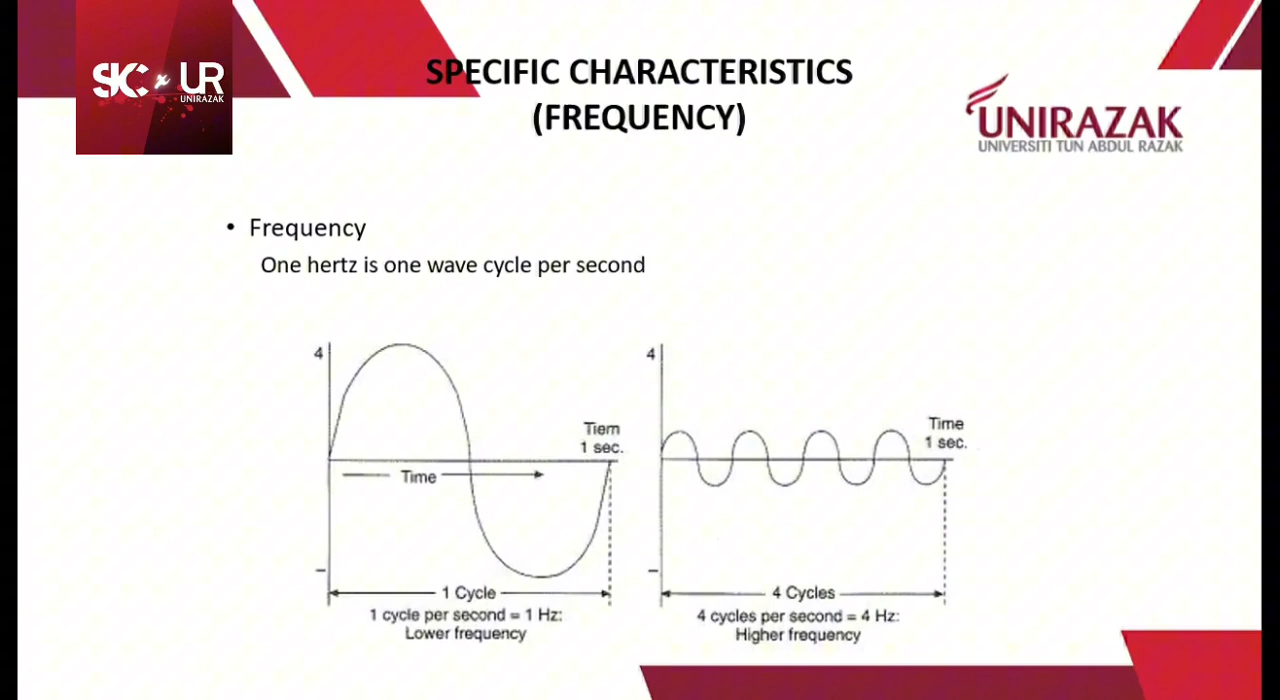 SIC x UR
UNIRAZAK
SPECIFIC CHARACTERISTICS
(FREQUENCY)
UNIRAZAK
UNIVERSITI TUN ABDUL RAZAK
• Frequency
One hertz is one wave cycle per second
4
Tiem
1 sec.
Time
–
1 Cycle
1 cycle per second = 1 Hz:
Lower frequency
4
Time
1 sec.
–
4 Cycles
4 cycles per second = 4 Hz:
Higher frequency